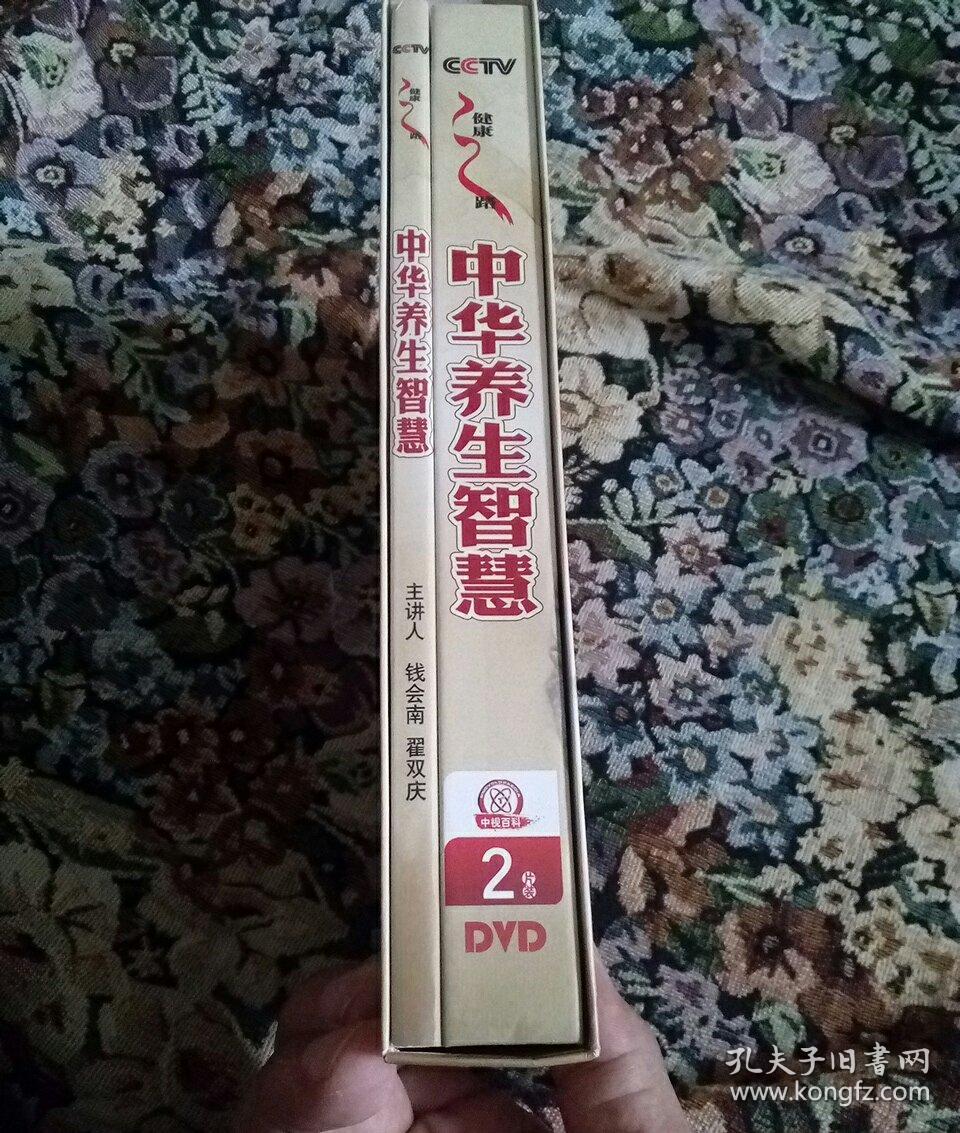 CCTV
健康之路
中华养生智慧
主讲人 钱会南 翟双庆
CCTV
健康之路
中华养生智慧
中视百科
2片装
DVD
孔夫子旧书网
www.kongfz.com